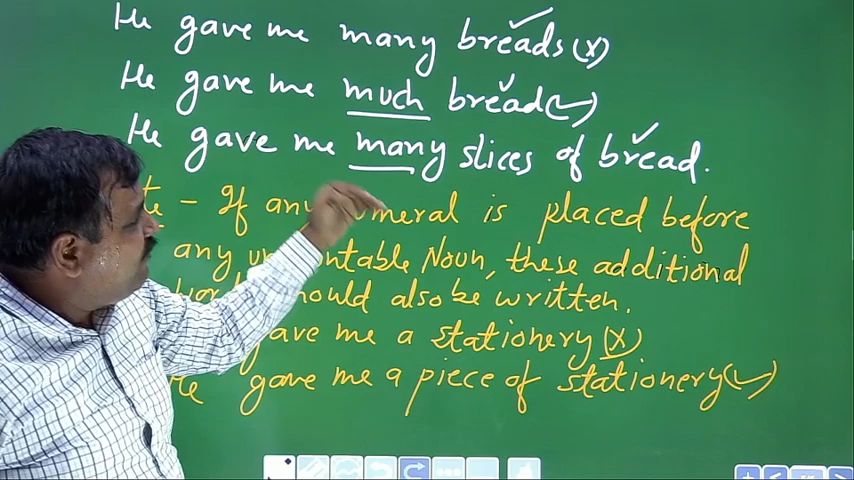 He gave me many breads (x)
He gave me much bread (✓)
He gave me many slices of bread.
- If any numeral is placed before
any uncountable Noun, these additional
should also be written.
gave me a stationery (x)
He gave me a piece of stationery (✓)